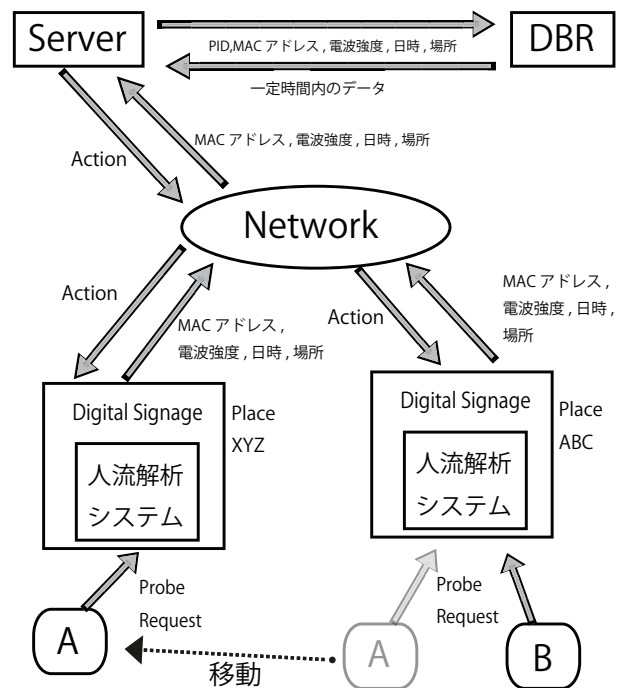 Server
DBR
PID,MAC アドレス , 電波強度 , 日時 , 場所
一定時間内のデータ
MAC アドレス , 電波強度 , 日時 , 場所
Action
Network
Action
MAC アドレス ,
電波強度 , 日時 , 場所
Action
MAC アドレス ,
電波強度 , 日時 ,
場所
Digital Signage
Place
XYZ
人流解析
システム
Digital Signage
Place
ABC
人流解析
システム
Probe
Request
A
移動
Probe
Request
A
B